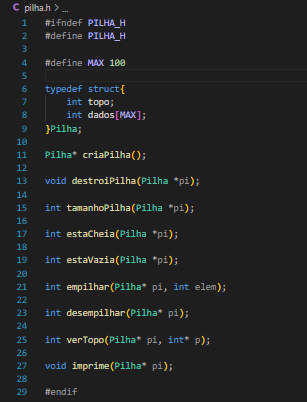 C pilha.h > ...
1 #ifndef PILHA_H
2 #define PILHA_H
3
4 #define MAX 100
5
6 typedef struct{
7 int topo;
8 int dados[MAX];
9 }Pilha;
10
11 Pilha* criaPilha();
12
13 void destroiPilha(Pilha *pi);
14
15 int tamanhoPilha(Pilha *pi);
16
17 int estaCheia(Pilha *pi);
18
19 int estaVazia(Pilha *pi);
20
21 int empilhar(Pilha* pi, int elem);
22
23 int desempilhar(Pilha* pi);
24
25 int verTopo(Pilha* pi, int* p);
26
27 void imprime(Pilha* pi);
28
29 #endif